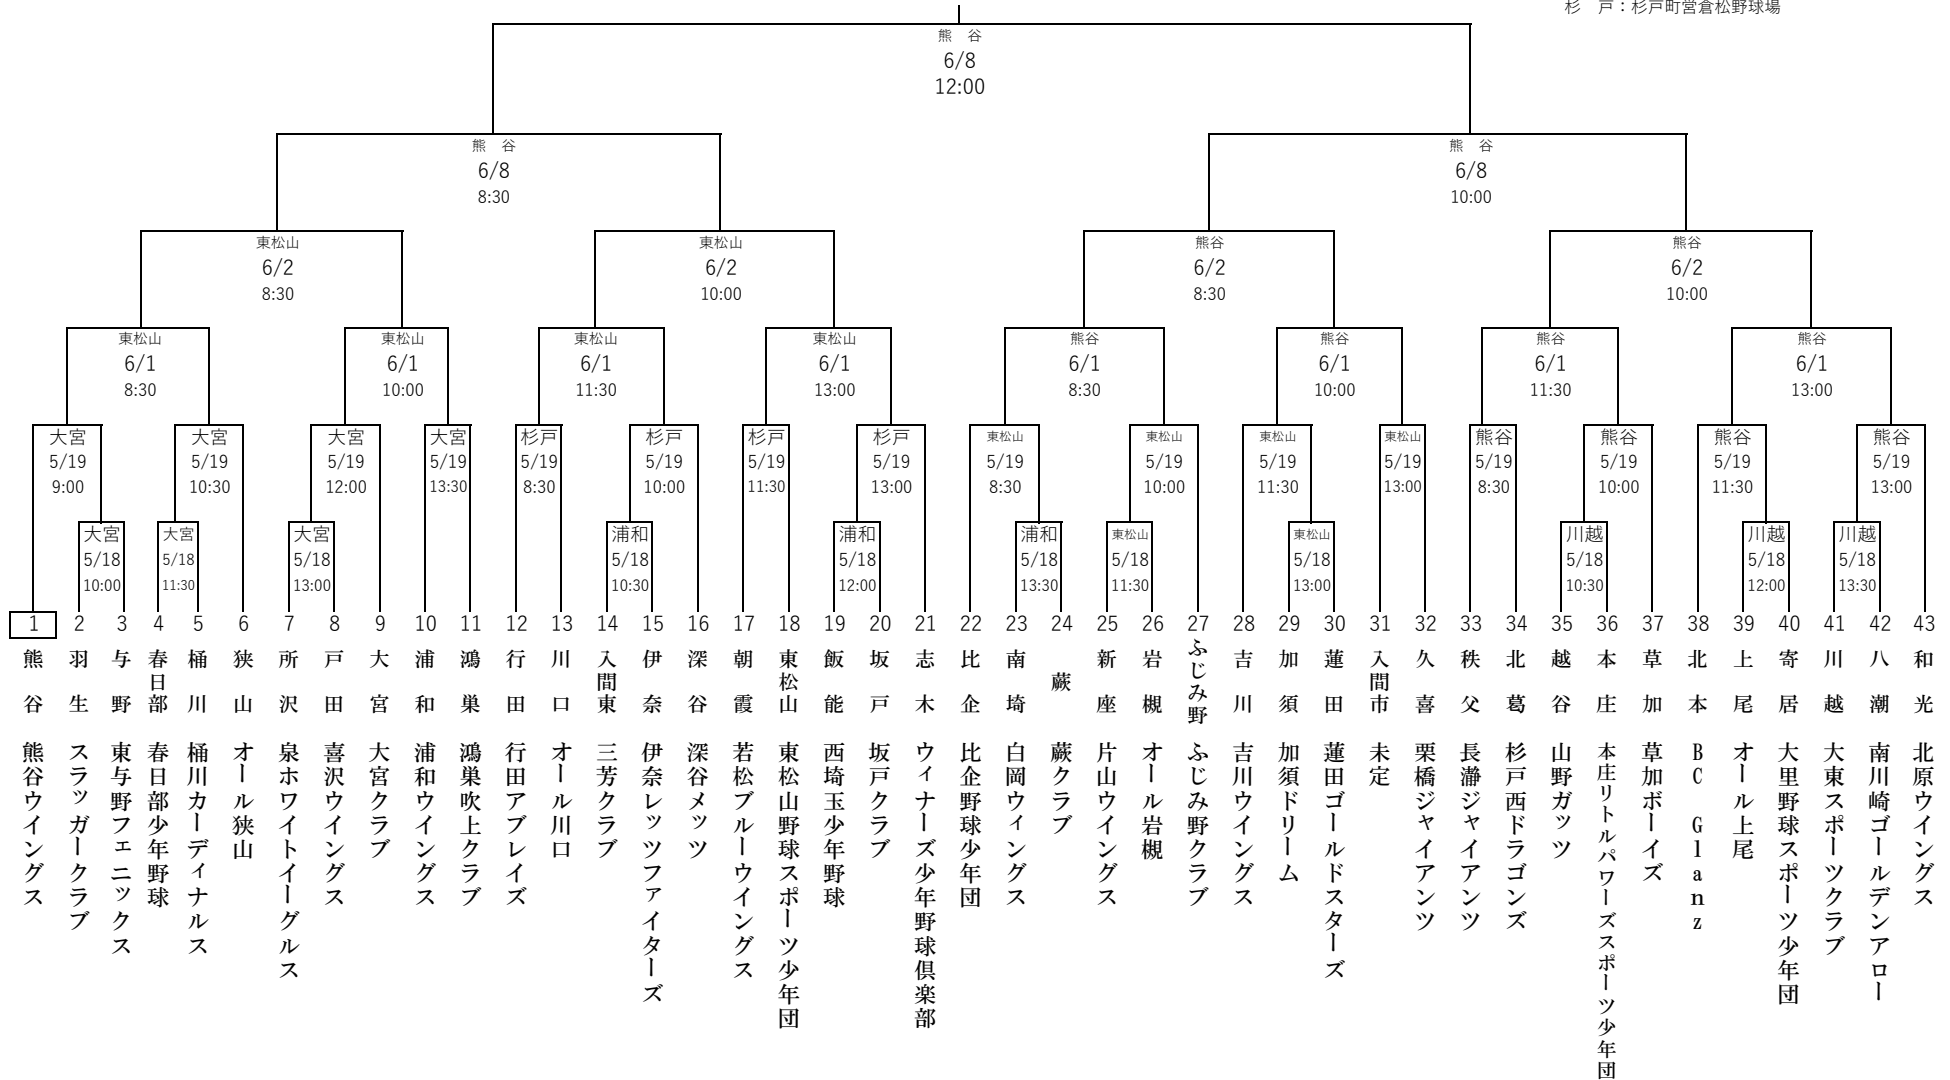 杉　戸：杉戸町営倉松野球場
熊　谷
6/8
12:00
熊　谷
6/8
8:30
熊　谷
6/8
10:00
東松山
6/2
8:30
東松山
6/2
10:00
熊谷
6/2
8:30
熊谷
6/2
10:00
東松山
6/1
8:30
東松山
6/1
10:00
東松山
6/1
11:30
東松山
6/1
13:00
熊谷
6/1
8:30
熊谷
6/1
10:00
熊谷
6/1
11:30
熊谷
6/1
13:00
大宮
5/19
9:00
大宮
5/19
10:30
大宮
5/19
12:00
大宮
5/19
13:30
杉戸
5/19
8:30
杉戸
5/19
10:00
杉戸
5/19
11:30
杉戸
5/19
13:00
東松山
5/19
8:30
東松山
5/19
10:00
東松山
5/19
11:30
東松山
5/19
13:00
熊谷
5/19
8:30
熊谷
5/19
10:00
熊谷
5/19
11:30
熊谷
5/19
13:00
大宮
5/18
10:00
大宮
5/18
11:30
大宮
5/18
13:00
浦和
5/18
10:30
浦和
5/18
12:00
浦和
5/18
13:30
東松山
5/18
11:30
東松山
5/18
13:00
川越
5/18
10:30
川越
5/18
12:00
川越
5/18
13:30
1
熊谷
熊谷ウイングス
2
羽生
スラッガークラブ
3
与野
東与野フェニックス
4
春日部
春日部少年野球
5
桶川
桶川カーディナルス
6
狭山
オール狭山
7
所沢
泉ホワイトイーグルス
8
戸田
喜沢ウイングス
9
大宮
大宮クラブ
10
浦和
浦和ウイングス
11
鴻巣
鴻巣吹上クラブ
12
行田
行田アブレイズ
13
川口
オール川口
14
入間東
三芳クラブ
15
伊奈
伊奈レッツファイターズ
16
深谷
深谷メッツ
17
朝霞
若松ブルーウイングス
18
東松山
東松山野球スポーツ少年団
19
飯能
西埼玉少年野球
20
坂戸
坂戸クラブ
21
志木
ウィナーズ少年野球倶楽部
22
比企
比企野球少年団
23
南埼
白岡ウィングス
24
蕨
蕨クラブ
25
新座
片山ウイングス
26
岩槻
オール岩槻
27
ふじみ野
ふじみ野クラブ
28
吉川
吉川ウイングス
29
加須
加須ドリーム
30
蓮田
蓮田ゴールドスターズ
31
入間市
未定
32
久喜
栗橋ジャイアンツ
33
秩父
長瀞ジャイアンツ
34
北葛
杉戸西ドラゴンズ
35
越谷
山野ガッツ
36
本庄
本庄リトルパワーズスポーツ少年団
37
草加
草加ボーイズ
38
北本
BC Glanz
39
上尾
オール上尾
40
寄居
大里野球スポーツ少年団
41
川越
大東スポーツクラブ
42
八潮
南川崎ゴールデンアロー
43
和光
北原ウイングス